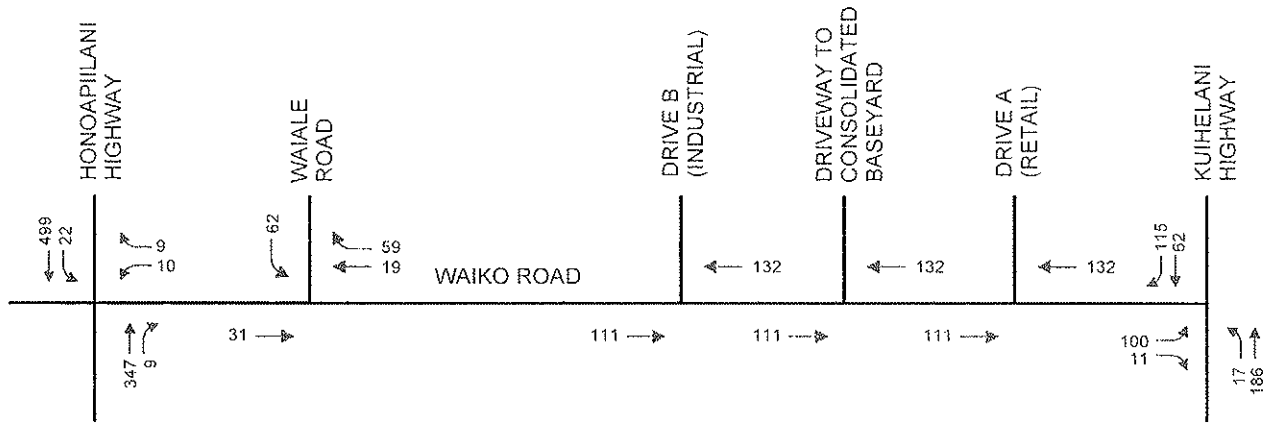 HONOAPIILANI
HIGHWAY
WAIALE
ROAD
DRIVE B
(INDUSTRIAL)
DRIVEWAY TO
CONSOLIDATED
BASEYARD
DRIVE A
(RETAIL)
KUIHELANI
HIGHWAY
499
22
9
10
62
59
19
WAIKO ROAD
132
132
132
115
62
347
9
31
111
111
111
100
11
17
186